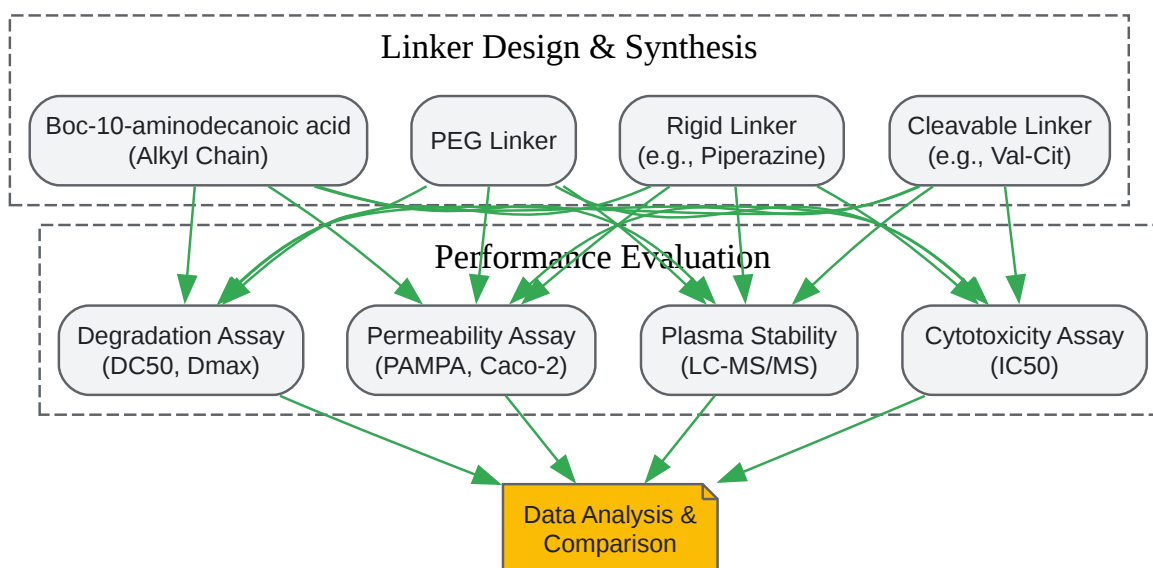 Linker Design & Synthesis
Boc-10-aminodecanoic acid
(Alkyl Chain)
PEG Linker
Rigid Linker
(e.g., Piperazine)
Cleavable Linker
(e.g., Val-Cit)
Performance Evaluation
Degradation Assay
(DC50, Dmax)
Permeability Assay
(PAMPA, Caco-2)
Plasma Stability
(LC-MS/MS)
Cytotoxicity Assay
(IC50)
Data Analysis &
Comparison